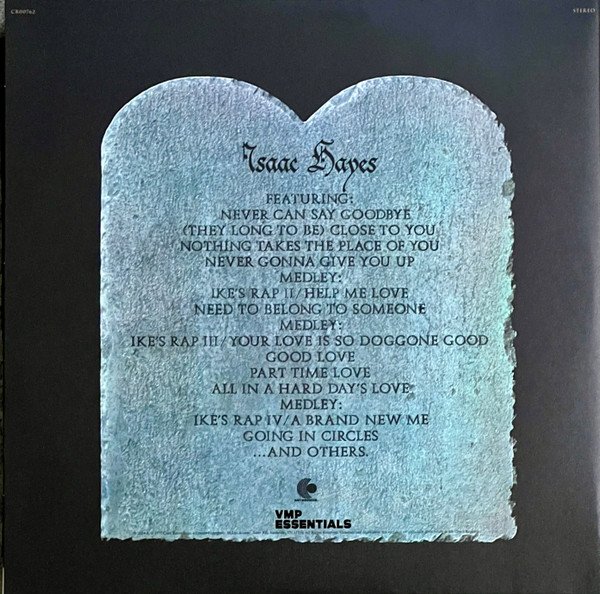 CR00762
STEREO
Isaac Hayes
FEATURING:
NEVER CAN SAY GOODBYE
(THEY LONG TO BE) CLOSE TO YOU
NOTHING TAKES THE PLACE OF YOU
NEVER GONNA GIVE YOU UP
MEDLEY:
IKE'S RAP II/HELP ME LOVE
NEED TO BELONG TO SOMEONE
MEDLEY:
IKE'S RAP III/YOUR LOVE IS SO DOGGONE GOOD
GOOD LOVE
PART TIME LOVE
ALL IN A HARD DAY'S LOVE
MEDLEY:
IKE'S RAP IV/A BRAND NEW ME
GOING IN CIRCLES
...AND OTHERS.
VMP
ESSENTIALS